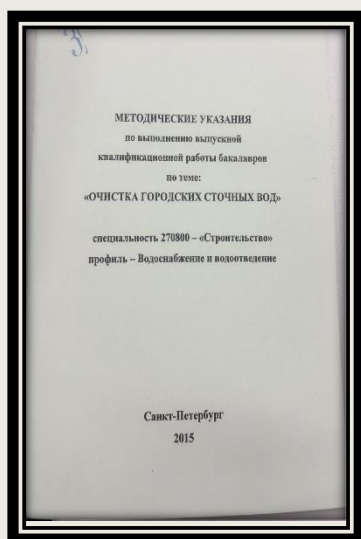 31
МЕТОДИЧЕСКИЕ УКАЗАНИЯ
по выполнению выпускной
квалификационной работы бакалавров
по теме:
«ОЧИСТКА ГОРОДСКИХ СТОЧНЫХ ВОД»
специальность 270800 – «Строительство»
профиль – Водоснабжение и водоотведение
Санкт-Петербург
2015